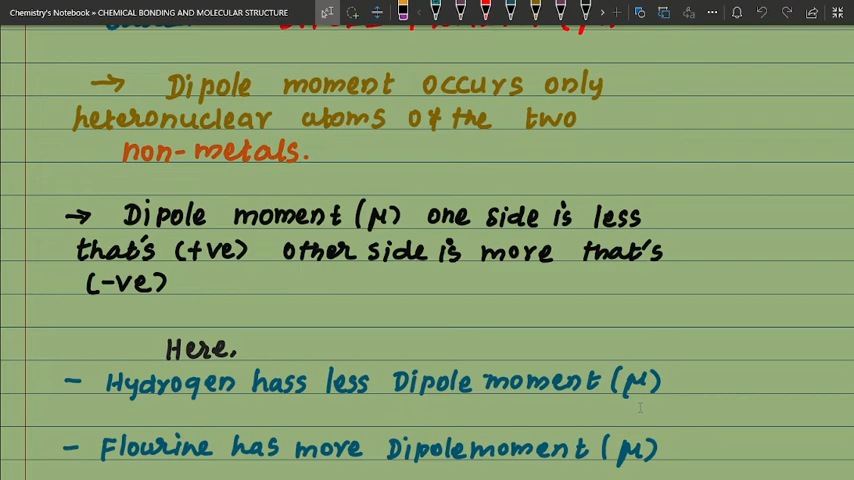 Chemistry's Notebook » CHEMICAL BONDING AND MOLECULAR STRUCTURE
→ Dipole moment occurs only
heteronuclear atoms of the two
non-metals.
→ Dipole moment (μ) one side is less
that's (+ve) other side is more that's
(-ve)
Here,
- Hydrogen hass less Dipole moment (μ)
- Flourine has more Dipolemoment (μ)